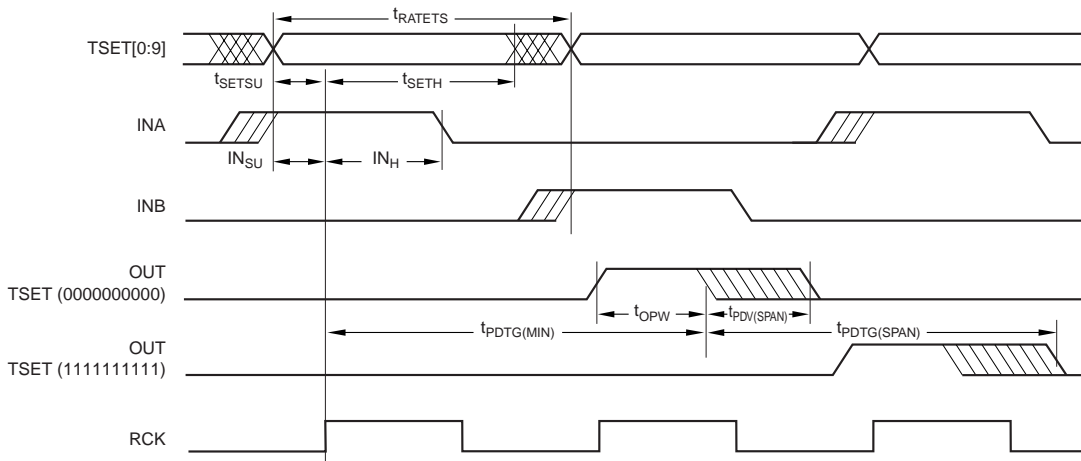 tRATETS
TSET[0:9]
tSETSU
tSETH
INA
INSU
INH
INB
OUT
TSET (0000000000)
tOPW
tPDV(SPAN)
tPDTG(MIN)
tPDTG(SPAN)
OUT
TSET (1111111111)
RCK